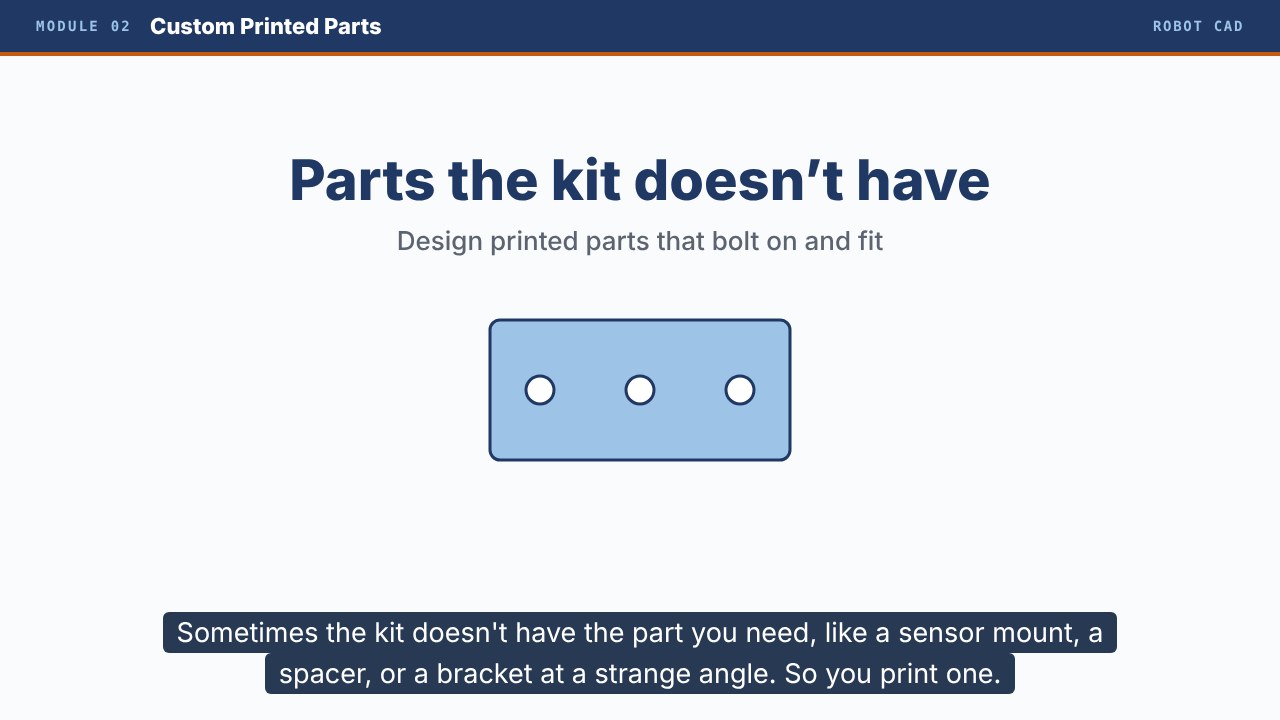 MODULE 02 Custom Printed Parts ROBOT CAD
Parts the kit doesn’t have
Design printed parts that bolt on and fit
Sometimes the kit doesn't have the part you need, like a sensor mount, a
spacer, or a bracket at a strange angle. So you print one.